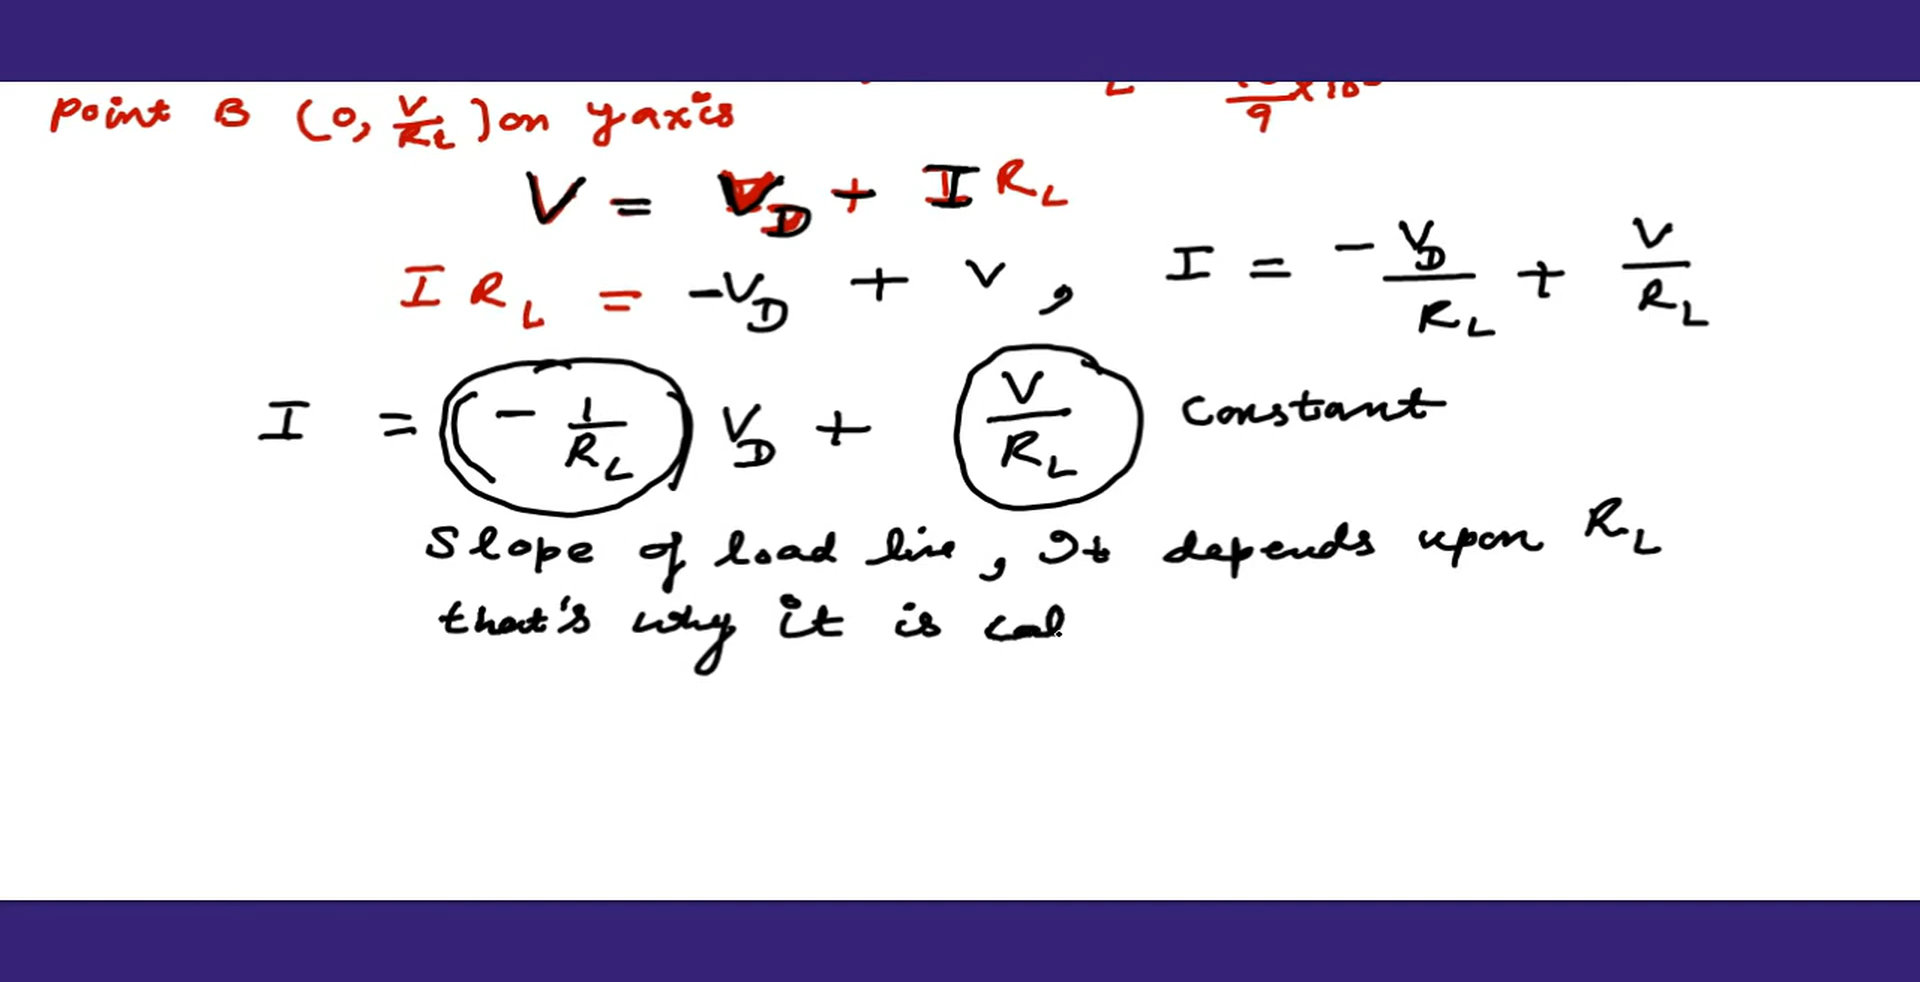 Point B (0, V/RL) on y axis
9
V = VD + I RL
I RL = -VD + V , I = - VD/RL + V/RL
I = (- 1/RL) VD + V/RL Constant
Slope of load line, It depends upon RL
that's why it is cal